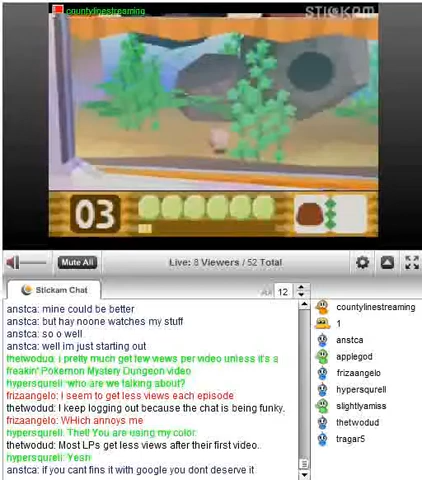 countylinestreaming
STICKAM
03
Mute All
Live: 8 Viewers / 52 Total
Stickam Chat
AA 12
anstca: mine could be better
anstca: but hay noone watches my stuff
anstca: so o well
anstca: well im just starting out
thetwodud: i pretty much get few views per video unless it's a
freakin' Pokemon Mystery Dungeon video
hypersqurell: who are we talking about?
frizaangelo: I seem to get less views each episode
thetwodud: I keep logging out because the chat is being funky.
frizaangelo: WHich annoys me
hypersqurell: Thet! You are using my color.
thetwodud: Most LPs get less views after their first video.
hypersqurell: Yesh
anstca: if you cant fins it with google you dont deserve it
countylinestreaming
1
anstca
applegod
frizaangelo
hypersqurell
slightlyamiss
thetwodud
tragar5